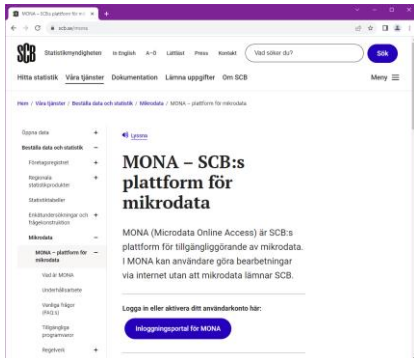 MONA – SCBs plattform för m
scb.se/mona
SCB Statistikmyndigheten In English A–Ö Lättläst Press Kontakt Vad söker du? Sök
Hitta statistik Våra tjänster Dokumentation Lämna uppgifter Om SCB Meny
Hem / Våra tjänster / Beställa data och statistik / Mikrodata / MONA – plattform för mikrodata
Öppna data +
Beställa data och statistik –
Företagsregistret +
Regionala +
statistikprodukter
Statistiktabeller
Enkätundersökningar och +
frågekonstruktion
Mikrodata –
MONA – plattform för –
mikrodata
Vad är MONA
Underhållsarbete
Vanliga frågor
(FAQ:s)
Tillgängliga
programvaror
Regelverk +
Lyssna
MONA – SCB:s
plattform för
mikrodata
MONA (Microdata Online Access) är SCB:s
plattform för tillgängliggörande av mikrodata.
I MONA kan användare göra bearbetningar
via internet utan att mikrodata lämnar SCB.
Logga in eller aktivera ditt användarkonto här:
Inloggningsportal för MONA